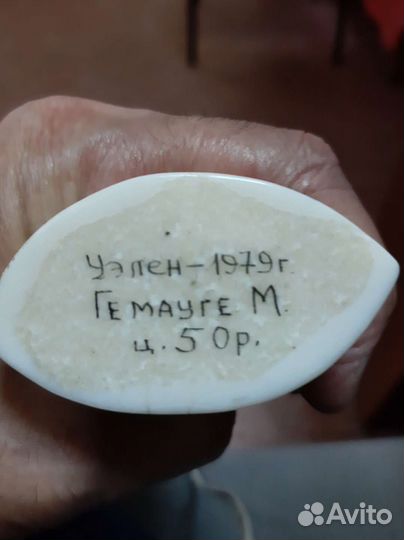 Уэлен-1979г.
Гемауге М.
ц. 50р.
Avito